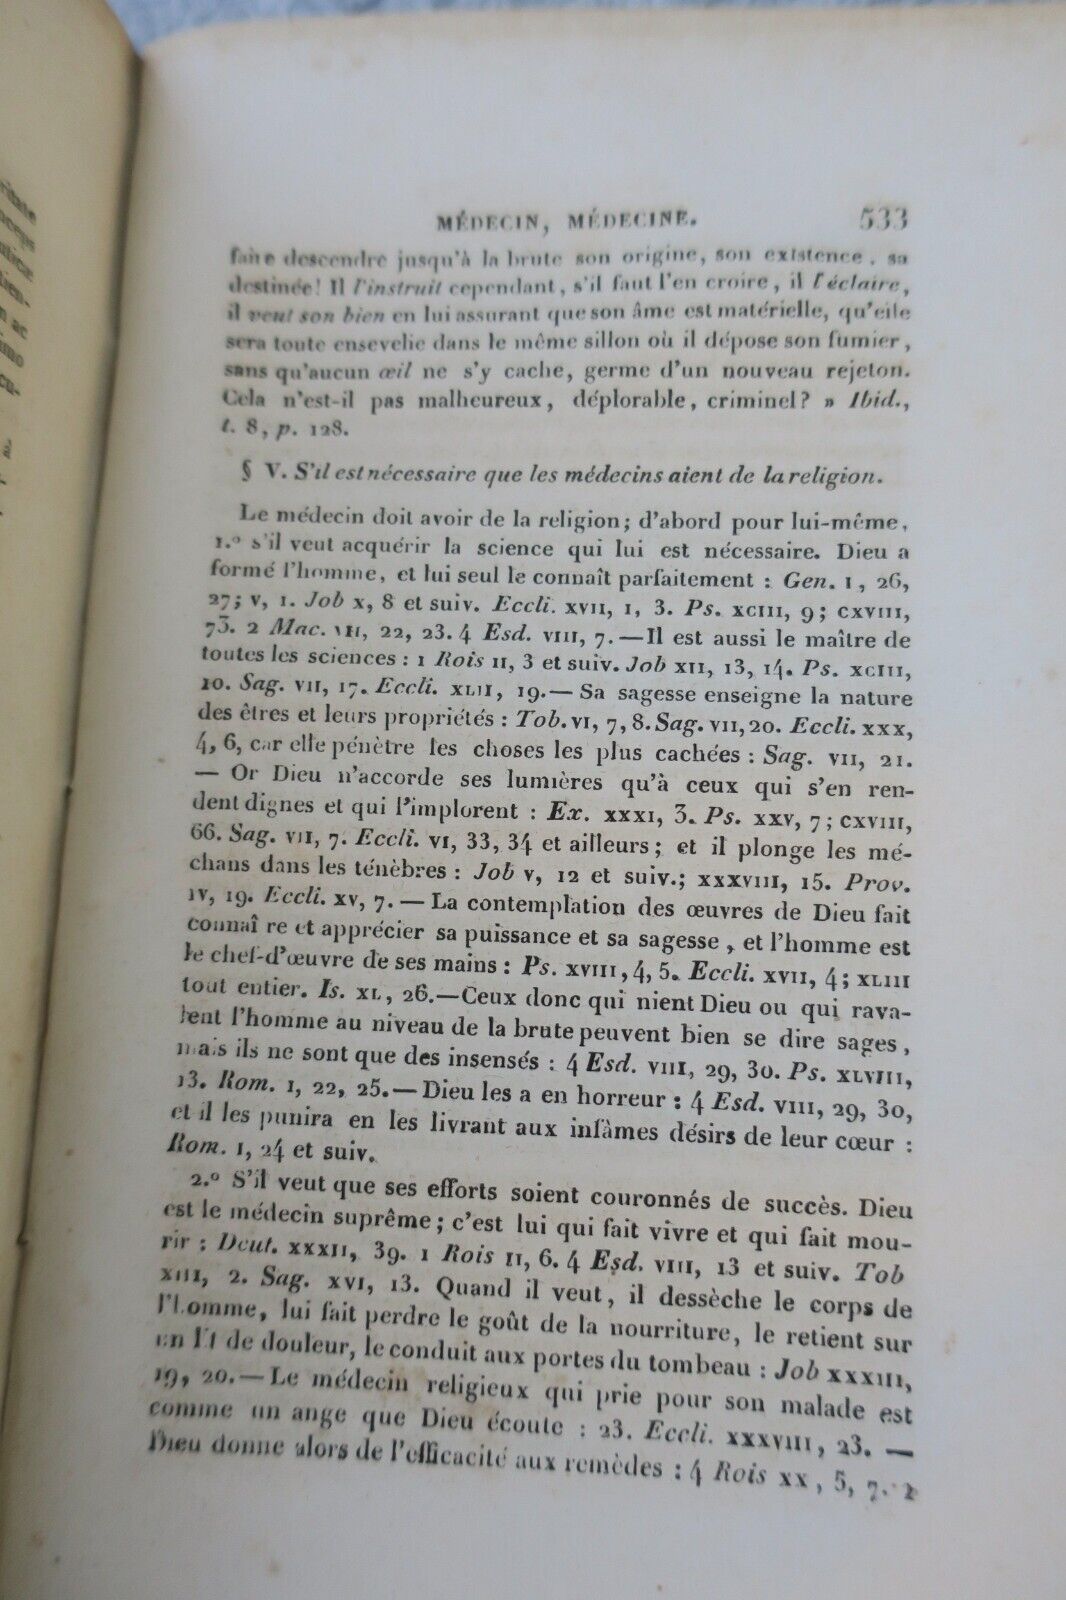 MÉDECIN, MÉDECINE. 533
faire descendre jusqu'à la brute son origine, son existence, sa
destinée! Il l'instruit cependant, s'il faut l'en croire, il l'éclaire,
il veut son bien en lui assurant que son âme est matérielle, qu'elle
sera toute ensevelie dans le même sillon où il dépose son fumier,
sans qu'aucun œil ne s'y cache, germe d'un nouveau rejeton.
Cela n'est-il pas malheureux, déplorable, criminel? » Ibid.,
t. 8, p. 128.
§ V. S'il est nécessaire que les médecins aient de la religion.
Le médecin doit avoir de la religion; d'abord pour lui-même,
1.° s'il veut acquérir la science qui lui est nécessaire. Dieu a
formé l'homme, et lui seul le connaît parfaitement : Gen. I, 26,
27; V, 1. Job X, 8 et suiv. Eccli. XVII, 1, 3. Ps. XCIII, 9; CXVIII,
73. 2 Mac. VII, 22, 23. 4 Esd. VIII, 7. — Il est aussi le maître de
toutes les sciences : 1 Rois II, 3 et suiv. Job XII, 13, 14. Ps. XCIII,
10. Sag. VII, 17. Eccli. XLII, 19. — Sa sagesse enseigne la nature
des êtres et leurs propriétés : Tob. VI, 7, 8. Sag. VII, 20. Eccli. XXX,
4, 6, car elle pénètre les choses les plus cachées : Sag. VII, 21.
— Or Dieu n'accorde ses lumières qu'à ceux qui s'en ren-
dent dignes et qui l'implorent : Ex. XXXI, 3. Ps. XXV, 7; CXVIII,
66. Sag. VII, 7. Eccli. VI, 33, 34 et ailleurs; et il plonge les mé-
chans dans les ténèbres : Job V, 12 et suiv.; XXXVIII, 15. Prov.
IV, 19. Eccli. XV, 7. — La contemplation des œuvres de Dieu fait
connaî re et apprécier sa puissance et sa sagesse, et l'homme est
le chef-d'œuvre de ses mains : Ps. XVIII, 4, 5. Eccli. XVII, 4; XLIII
tout entier. Is. XL, 26. — Ceux donc qui nient Dieu ou qui rava-
lent l'homme au niveau de la brute peuvent bien se dire sages,
mais ils ne sont que des insensés : 4 Esd. VIII, 29, 30. Ps. XLVIII,
13. Rom. I, 22, 25. — Dieu les a en horreur : 4 Esd. VIII, 29, 30,
et il les punira en les livrant aux infâmes désirs de leur cœur :
Rom. I, 24 et suiv.
2.° S'il veut que ses efforts soient couronnés de succès. Dieu
est le médecin suprême; c'est lui qui fait vivre et qui fait mou-
rir : Deut. XXXII, 39. 1 Rois II, 6. 4 Esd. VIII, 13 et suiv. Tob
XIII, 2. Sag. XVI, 13. Quand il veut, il dessèche le corps de
l'homme, lui fait perdre le goût de la nourriture, le retient sur
un lit de douleur, le conduit aux portes du tombeau : Job XXXIII,
19, 20. — Le médecin religieux qui prie pour son malade est
comme un ange que Dieu écoute : 23. Eccli. XXXVIII, 23. —
Dieu donne alors de l'efficacité aux remèdes : 4 Rois XX, 5, 7. 2